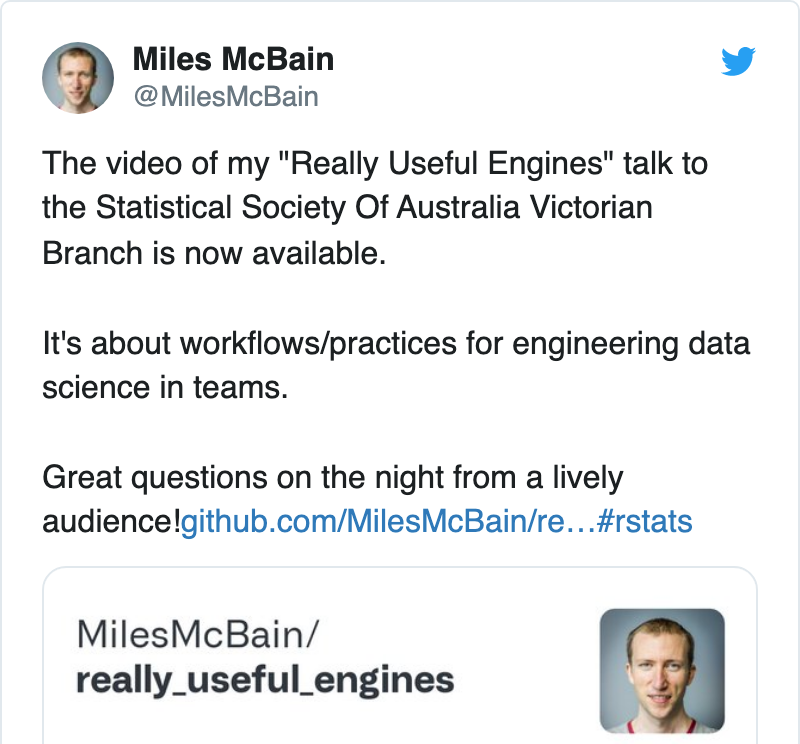 Miles McBain
@MilesMcBain
The video of my "Really Useful Engines" talk to
the Statistical Society Of Australia Victorian
Branch is now available.
It's about workflows/practices for engineering data
science in teams.
Great questions on the night from a lively
audience!github.com/MilesMcBain/re…#rstats
MilesMcBain/
really_useful_engines